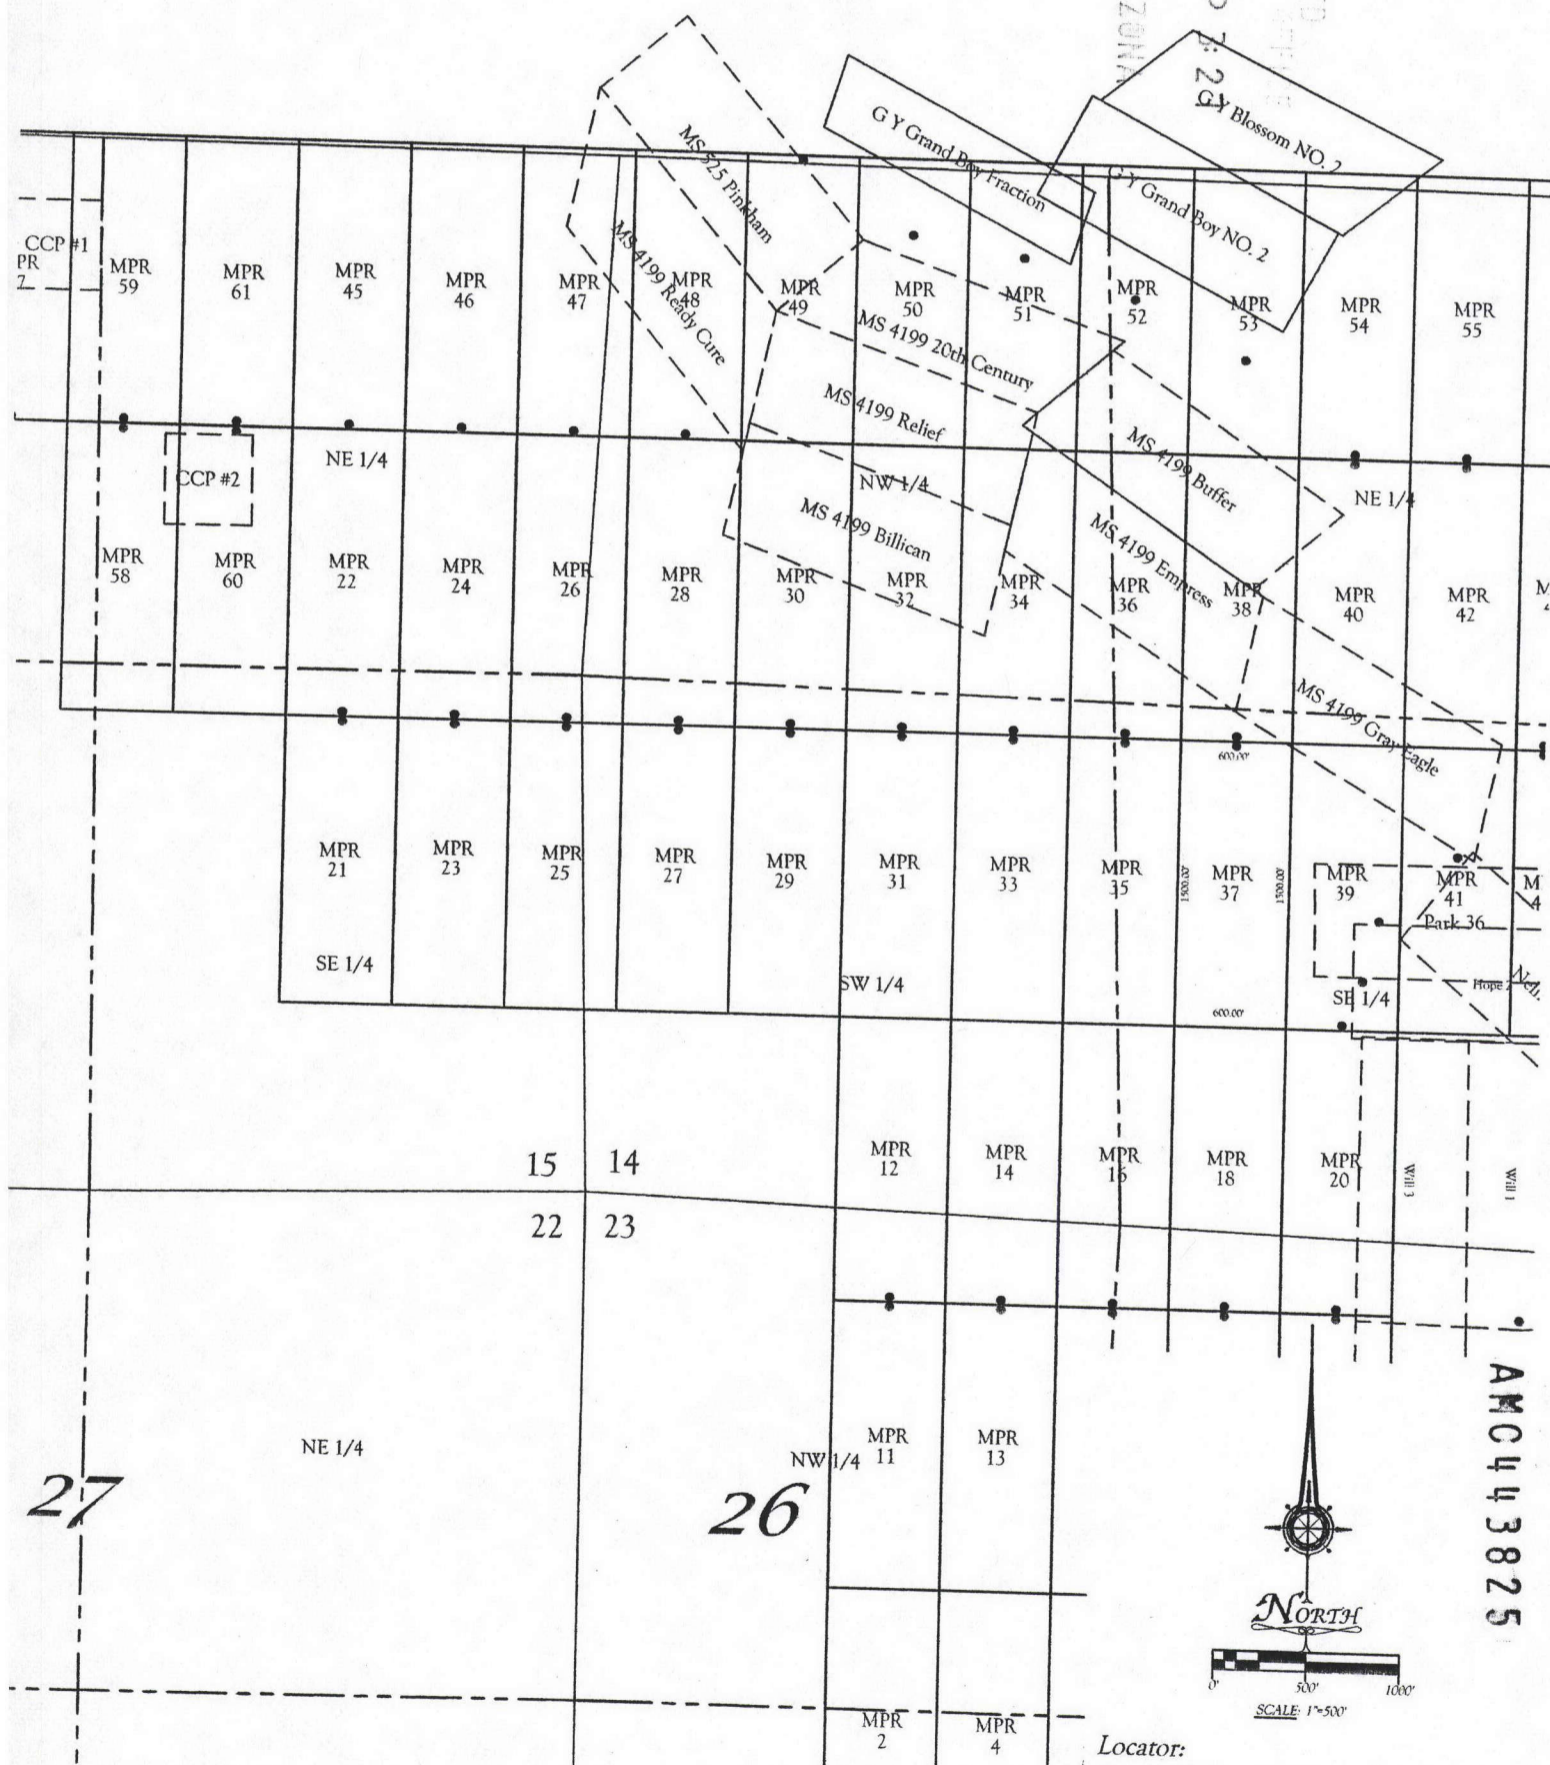 3: 21
ZONA
G Y Blossom NO. 2
G Y Grand Boy Fraction
G Y Grand Boy NO. 2
MS 525 Pinkham
MS 4199 Ready Cure
CCP #1
PR
7
MPR
59
MPR
61
MPR
45
MPR
46
MPR
47
MPR
48
MPR
49
MPR
50
MPR
51
MPR
52
MPR
53
MPR
54
MPR
55
MS 4199 20th Century
MS 4199 Relief
MS 4199 Buffer
NE 1/4
CCP #2
NW 1/4
NE 1/4
MS 4199 Billican
MS 4199 Empress
MPR
58
MPR
60
MPR
22
MPR
24
MPR
26
MPR
28
MPR
30
MPR
32
MPR
34
MPR
36
MPR
38
MPR
40
MPR
42
MS 4199 Gray Eagle
600.00'
MPR
21
MPR
23
MPR
25
MPR
27
MPR
29
MPR
31
MPR
33
MPR
35
1500.00'
MPR
37
1500.00'
MPR
39
MPR
41
M
4
Park 36
SE 1/4
SW 1/4
SE 1/4
Hope 2
600.00'
MPR
12
MPR
14
MPR
16
MPR
18
MPR
20
Will 3
Will 1
15 14
22 23
NE 1/4
NW 1/4
MPR
11
MPR
13
27
26
AMC443825
NORTH
0' 500' 1000'
SCALE: 1"=500'
MPR
2
MPR
4
Locator: